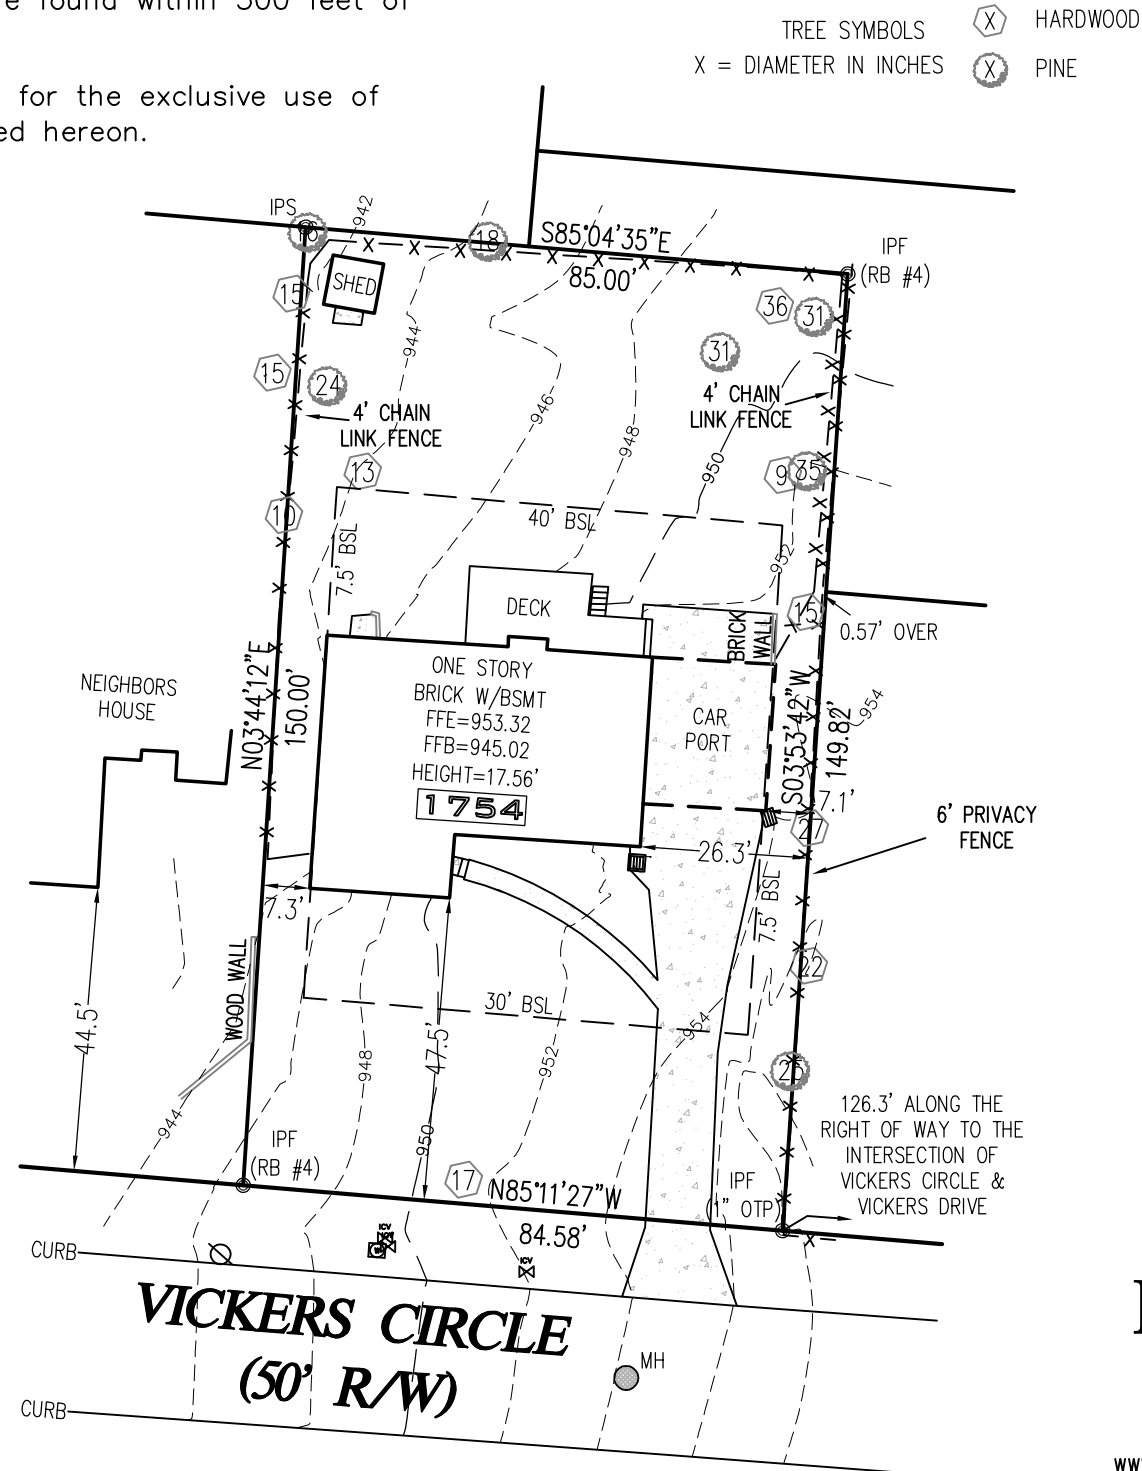 e found within 500 feet of
for the exclusive use of
ed hereon.
TREE SYMBOLS
X = DIAMETER IN INCHES
X HARDWOOD
X PINE
IPS
16
942
18
S85°04'35"E
85.00'
IPF
(RB #4)
15
SHED
36
31
944
31
15
24
4' CHAIN
LINK FENCE
4' CHAIN
LINK FENCE
946
948
950
13
9
35
10
40' BSL
7.5' BSL
952
DECK
BRICK
WALL
15
0.57' OVER
N03°44'12"E
150.00'
NEIGHBORS
HOUSE
ONE STORY
BRICK W/BSMT
FFE=953.32
FFB=945.02
HEIGHT=17.56'
1754
CAR
PORT
S03°53'42"W
149.82'
954
7.1'
27
6' PRIVACY
FENCE
26.3'
7.3'
7.5' BSL
WOOD WALL
22
30' BSL
44.5'
47.5'
948
952
954
25
944
950
126.3' ALONG THE
RIGHT OF WAY TO THE
INTERSECTION OF
VICKERS CIRCLE &
VICKERS DRIVE
IPF
(RB #4)
17
N85°11'27"W
84.58'
IPF
(1" OTP)
CURB
ICV
ICV
VICKERS CIRCLE
(50' R/W)
MH
CURB